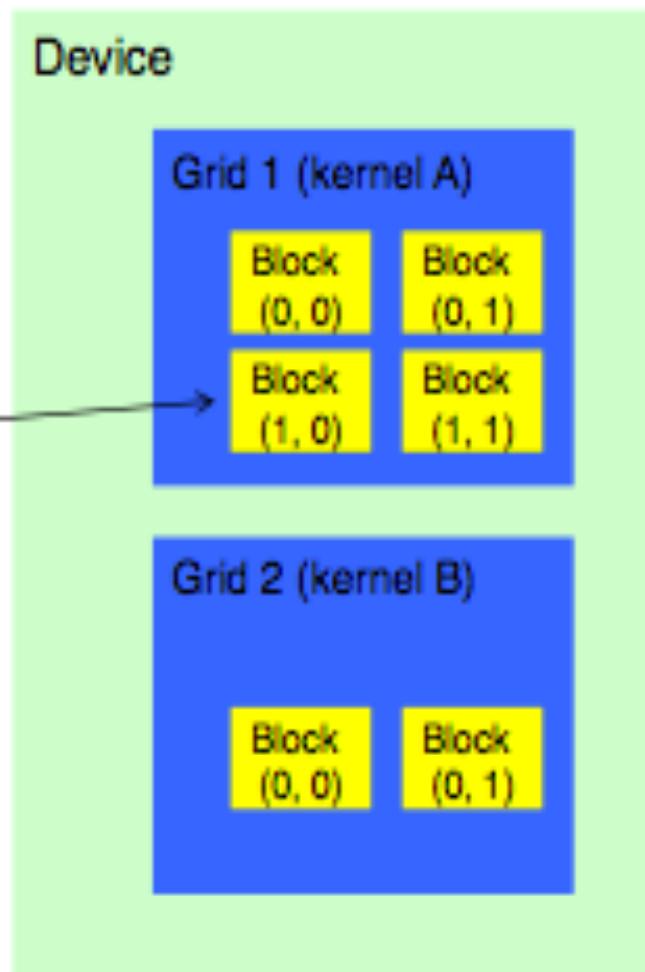 Device
Grid 1 (kernel A)
Block Block
(0, 0) (0, 1)
Block Block
(1, 0) (1, 1)
Grid 2 (kernel B)
Block Block
(0, 0) (0, 1)